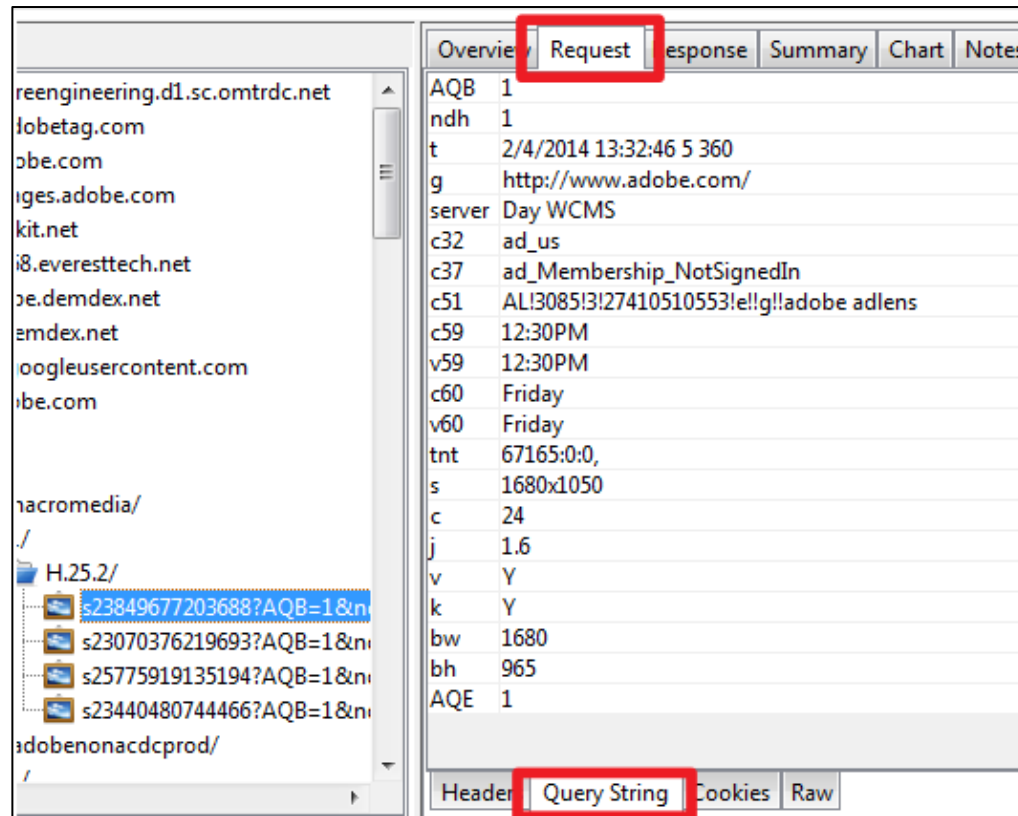 Overview Request Response Summary Chart Notes
reengineering.d1.sc.omtrdc.net
dobetag.com
obe.com
ages.adobe.com
kit.net
i8.everesttech.net
be.demdex.net
emdex.net
oogleusercontent.com
obe.com
nacromedia/
./
H.25.2/
s23849677203688?AQB=1&n
s23070376219693?AQB=1&n
s25775919135194?AQB=1&n
s23440480744466?AQB=1&n
adobenonacdcprod/
/
AQB 1
ndh 1
t 2/4/2014 13:32:46 5 360
g http://www.adobe.com/
server Day WCMS
c32 ad_us
c37 ad_Membership_NotSignedIn
c51 AL!3085!3!27410510553!e!!g!!adobe adlens
c59 12:30PM
v59 12:30PM
c60 Friday
v60 Friday
tnt 67165:0:0,
s 1680x1050
c 24
j 1.6
v Y
k Y
bw 1680
bh 965
AQE 1
Header Query String Cookies Raw